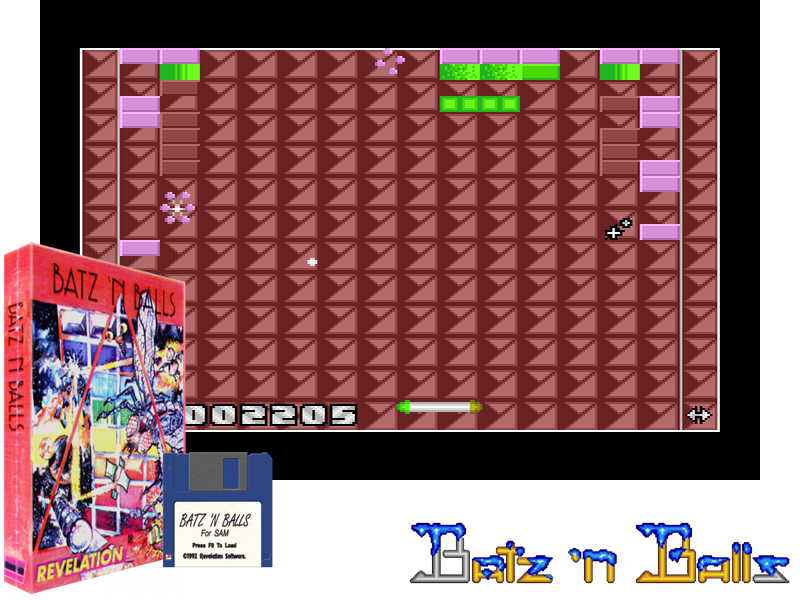 BATZ 'N BALLS
BATZ 'N BALLS
REVELATION
002205
BATZ 'N BALLS
For SAM
Press F9 To Load
©1992 Revelation Software.
Batz 'n Balls